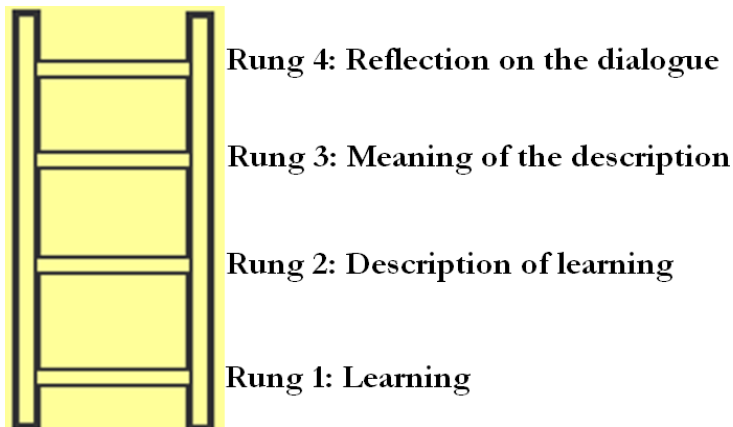 Rung 4: Reflection on the dialogue
Rung 3: Meaning of the description
Rung 2: Description of learning
Rung 1: Learning